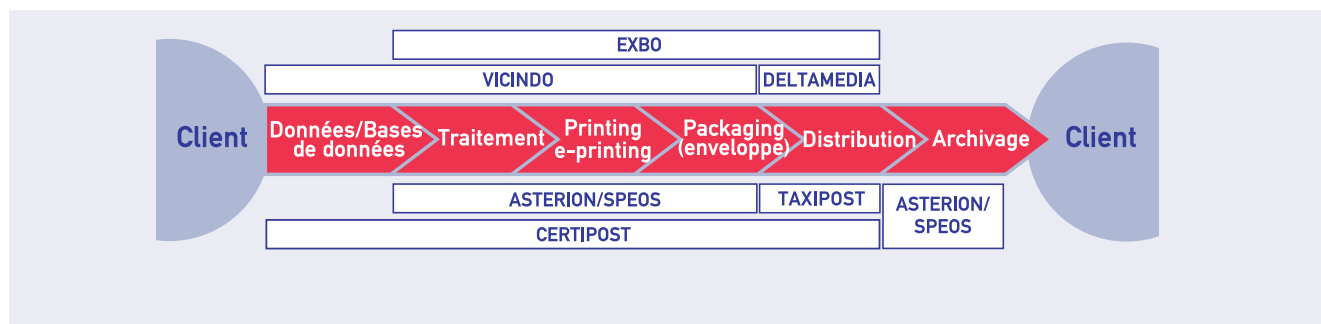 EXBO
VICINDO
DELTAMEDIA
Client
Données/Bases
de données
Traitement
Printing
e-printing
Packaging
(enveloppe)
Distribution
Archivage
Client
ASTERION/SPEOS
TAXIPOST
ASTERION/
SPEOS
CERTIPOST